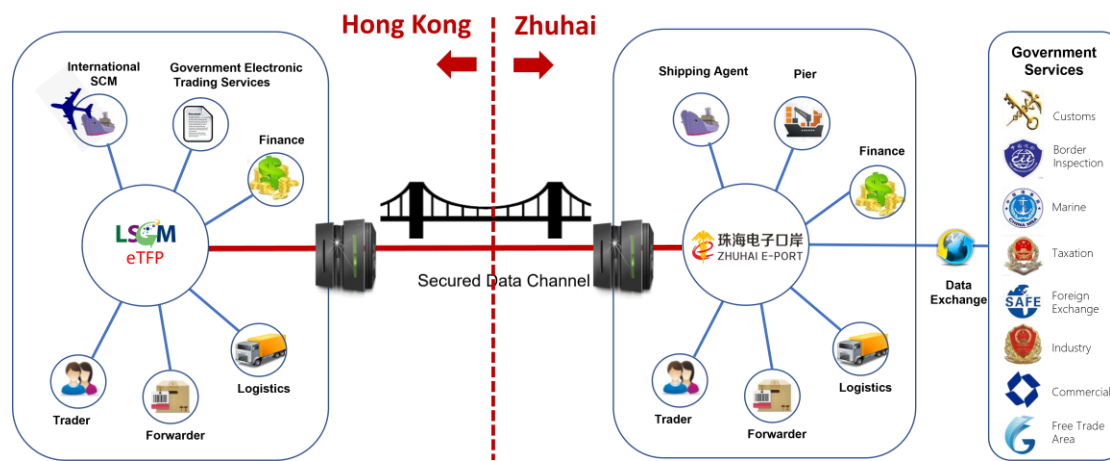 Hong Kong
Zhuhai
International
SCM
Government Electronic
Trading Services
Finance
LSCM
eTFP
Trader
Forwarder
Logistics
Secured Data Channel
Shipping Agent
Pier
Finance
珠海电子口岸
ZHUHAI E-PORT
Trader
Forwarder
Logistics
Data
Exchange
Government
Services
Customs
Border
Inspection
CHINA MSA
Marine
Taxation
SAFE
Foreign
Exchange
Industry
Commercial
Free Trade
Area